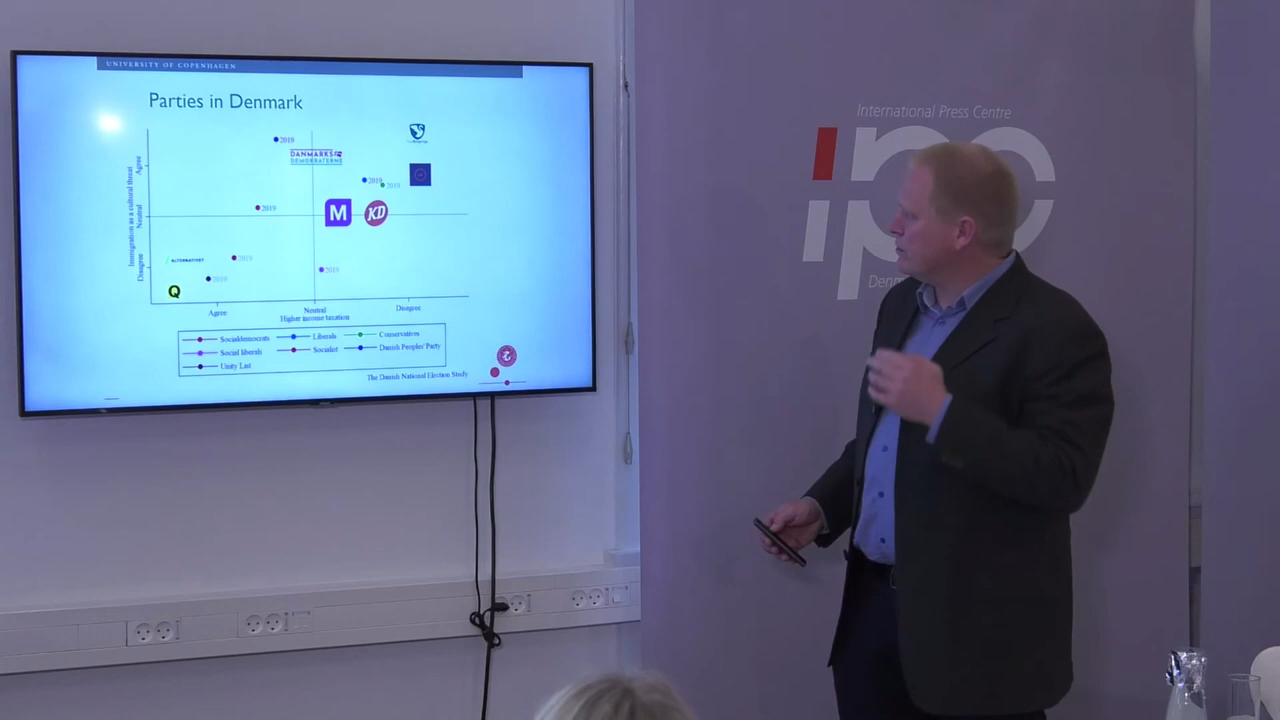 UNIVERSITY OF COPENHAGEN
Parties in Denmark
2019
DANMARKS
DEMOKRATERNE
2019
2019
2019
M
KD
ALTERNATIVET
2019
2019
2019
Q
Immigration as a cultural threat
Disagree
Neutral
Agree
Agree
Neutral
Disagree
Higher income taxation
Socialdemocrats
Liberals
Conservatives
Social liberals
Socialist
Danish Peoples' Party
Unity List
The Danish National Election Study
International Press Centre
ipc